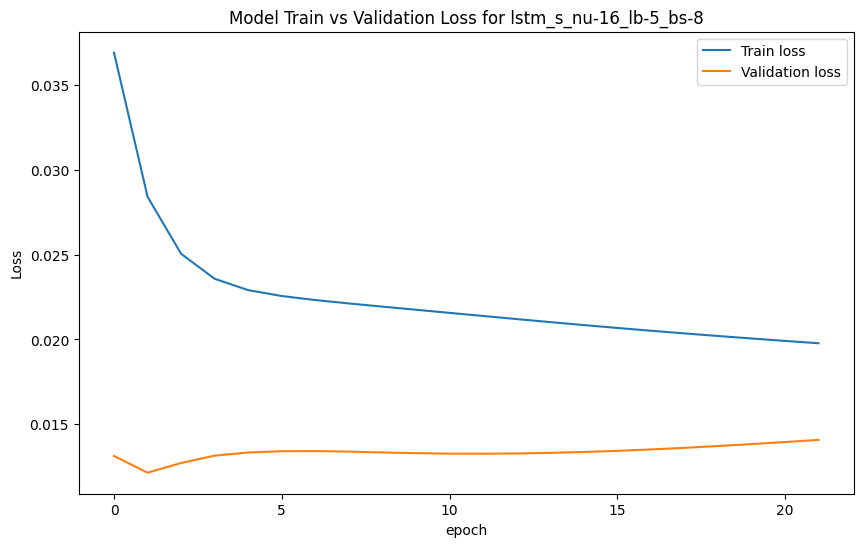 Model Train vs Validation Loss for lstm_s_nu-16_lb-5_bs-8
Train loss
Validation loss
0.035
0.030
0.025
0.020
0.015
Loss
0
5
10
15
20
epoch